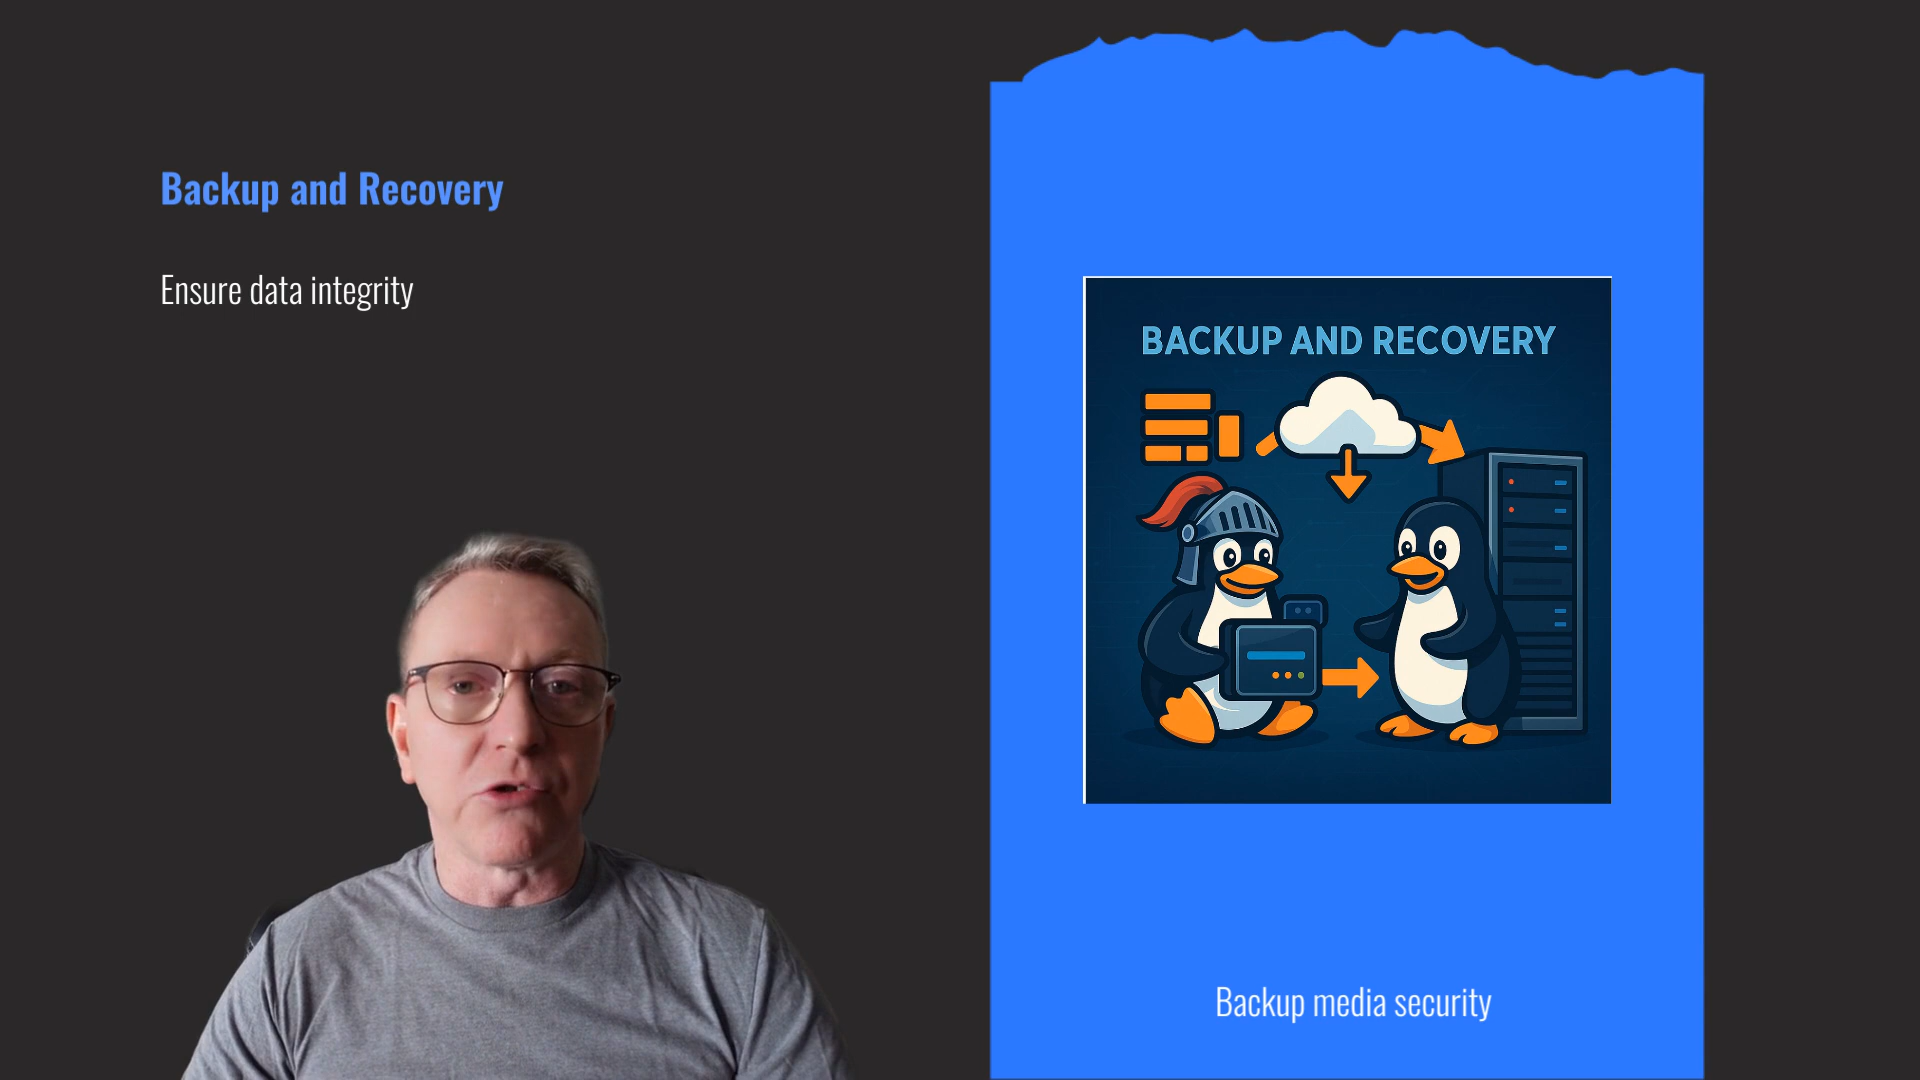 Backup and Recovery
Ensure data integrity
BACKUP AND RECOVERY
Backup media security